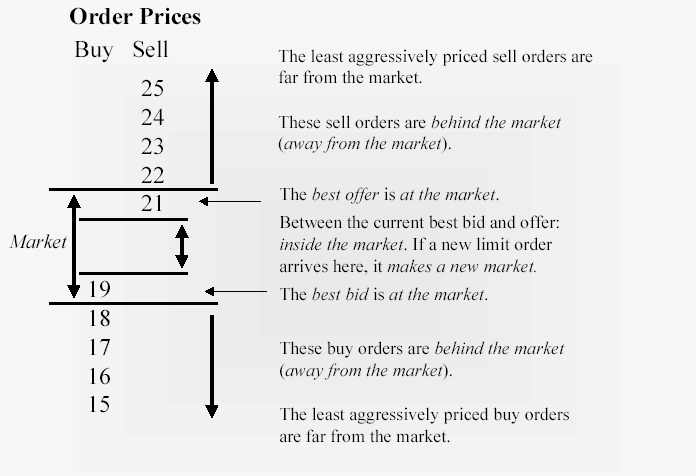 Order Prices
Buy Sell
25
24
23
22
21
Market
19
18
17
16
15
The least aggressively priced sell orders are
far from the market.
These sell orders are behind the market
(away from the market).
The best offer is at the market.
Between the current best bid and offer:
inside the market. If a new limit order
arrives here, it makes a new market.
The best bid is at the market.
These buy orders are behind the market
(away from the market).
The least aggressively priced buy orders
are far from the market.